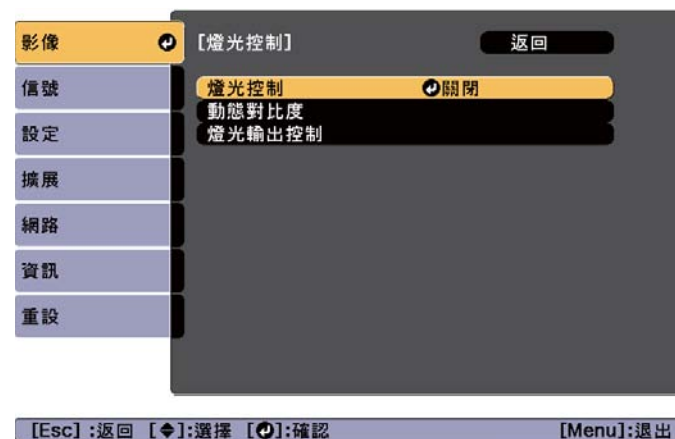 影像
信號
設定
擴展
網路
資訊
重設
[燈光控制] 返回
燈光控制 關閉
動態對比度
燈光輸出控制
[Esc] :返回 [◆]:選擇 [⏎]:確認 [Menu]:退出